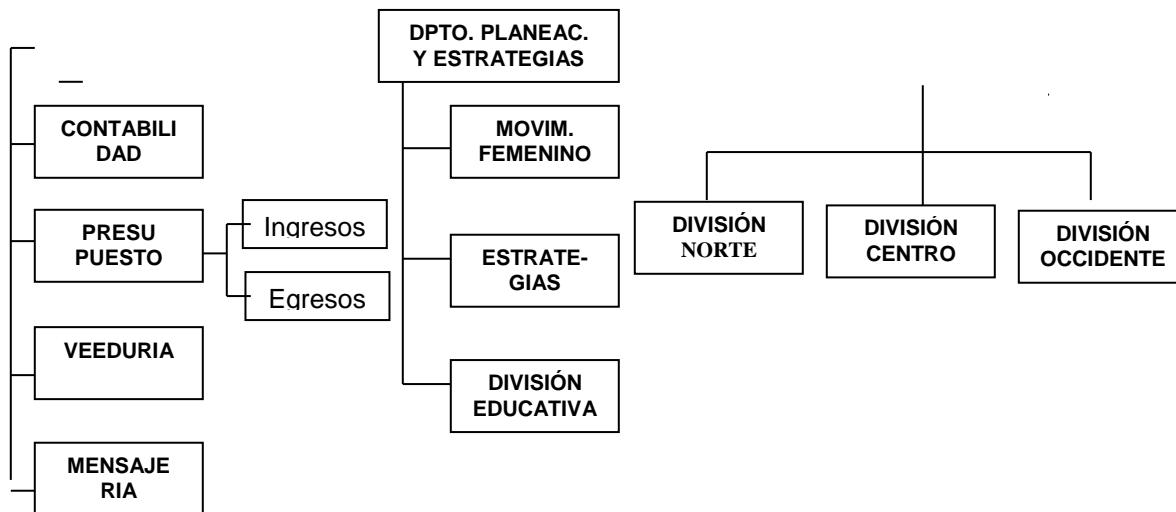 DPTO. PLANEAC.
Y ESTRATEGIAS
CONTABILI
DAD
PRESU
PUESTO
Ingresos
Egresos
VEEDURIA
MENSAJE
RIA
MOVIM.
FEMENINO
ESTRATE-
GIAS
DIVISIÓN
EDUCATIVA
DIVISIÓN
NORTE
DIVISIÓN
CENTRO
DIVISIÓN
OCCIDENTE